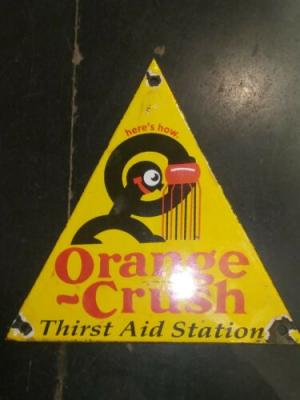 here's how.
Orange
~Crush
Thirst Aid Station